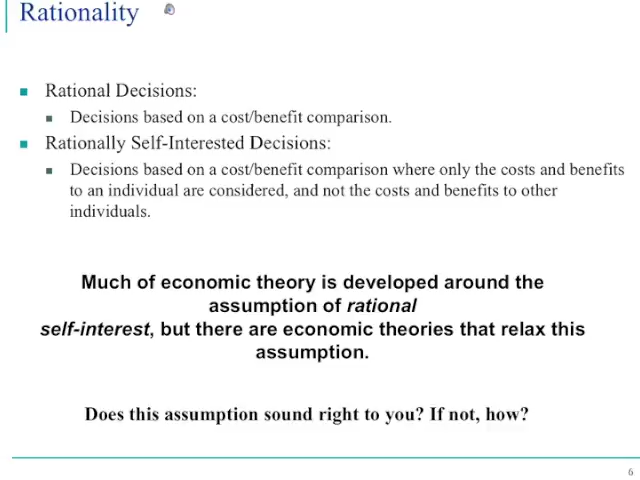 Rationality
Rational Decisions:
Decisions based on a cost/benefit comparison.
Rationally Self-Interested Decisions:
Decisions based on a cost/benefit comparison where only the costs and benefits
to an individual are considered, and not the costs and benefits to other
individuals.
Much of economic theory is developed around the
assumption of rational
self-interest, but there are economic theories that relax this
assumption.
Does this assumption sound right to you? If not, how?
6